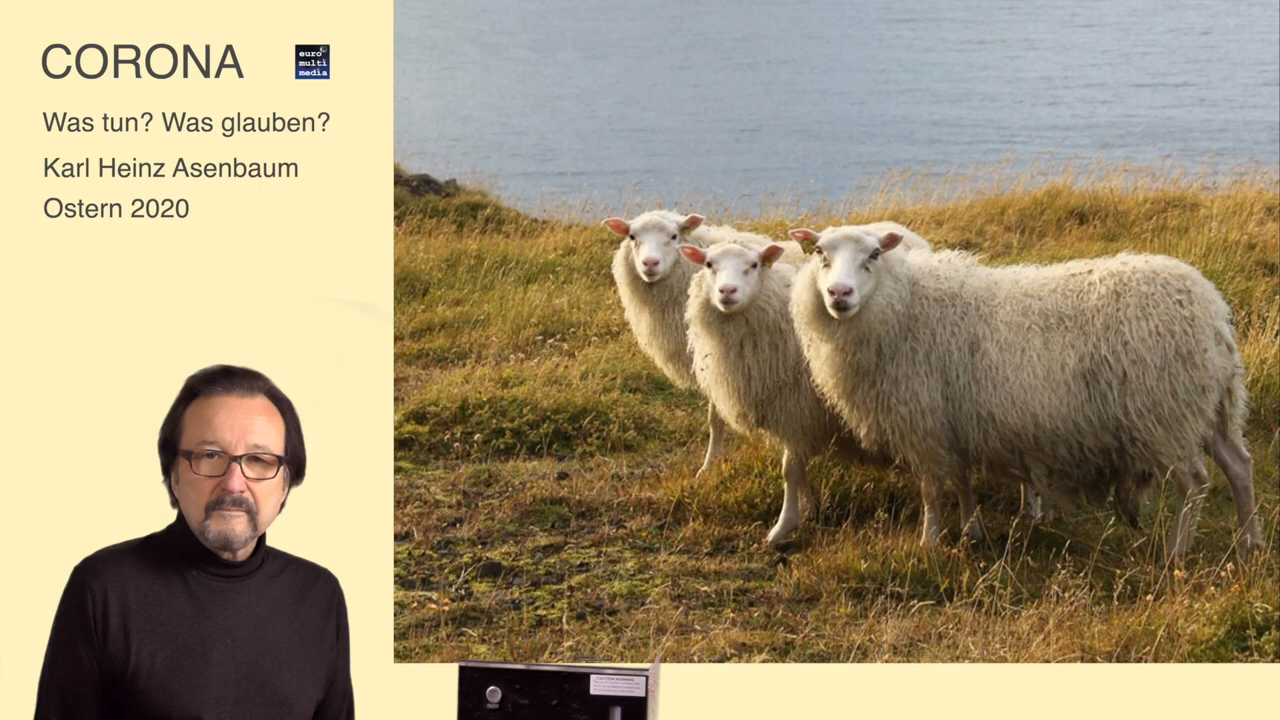 CORONA
euro
multi
media
Was tun? Was glauben?
Karl Heinz Asenbaum
Ostern 2020
CAUTION WARNING